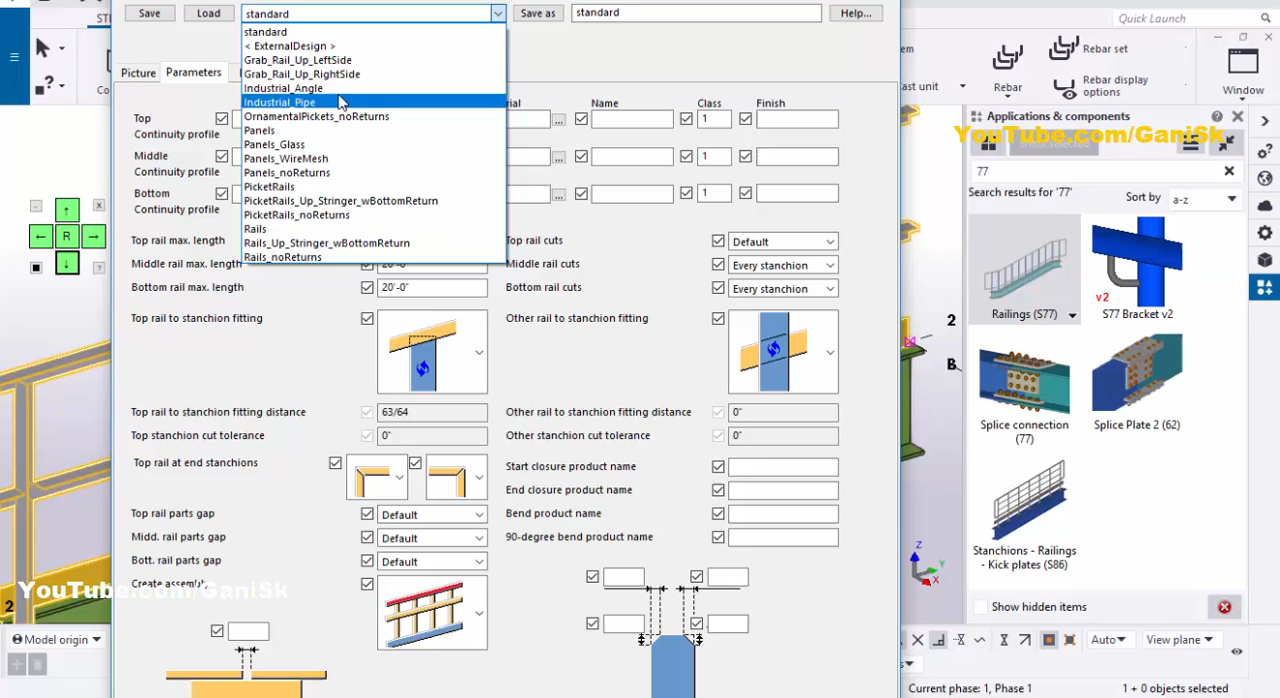 Save Load standard Save as standard Help...
Quick Launch
standard
< ExternalDesign >
Grab_Rail_Up_LeftSide
Grab_Rail_Up_RightSide
Industrial_Angle
Industrial_Pipe
OrnamentalPickets_noReturns
Panels
Panels_Glass
Panels_WireMesh
Panels_noReturns
PicketRails
PicketRails_Up_Stringer_wBottomReturn
PicketRails_noReturns
Rails
Rails_Up_Stringer_wBottomReturn
Rails_noReturns
Picture Parameters
Name Class Finish
Top 1
Continuity profile
Middle 1
Continuity profile
Bottom 1
Continuity profile
Top rail max. length Top rail cuts Default
Middle rail max. length 20'-0" Middle rail cuts Every stanchion
Bottom rail max. length 20'-0" Bottom rail cuts Every stanchion
Top rail to stanchion fitting Other rail to stanchion fitting
Top rail to stanchion fitting distance 63/64 Other rail to stanchion fitting distance 0"
Top stanchion cut tolerance 0" Other stanchion cut tolerance 0"
Top rail at end stanchions Start closure product name
End closure product name
Top rail parts gap Default Bend product name
Midd. rail parts gap Default 90-degree bend product name
Bott. rail parts gap Default
Create assembly
YouTube.com/GaniSk
R
2
Model origin
2
B
Z
Y
X
Rebar
Rebar set
Rebar display
options
Window
Applications & components
YouTube.com/GaniSk
77
Search results for '77' Sort by a-z
Railings (S77)
v2
S77 Bracket v2
Splice connection
(77)
Splice Plate 2 (62)
Stanchions - Railings
- Kick plates (S86)
Show hidden items
Auto View plane
Current phase: 1, Phase 1 1 + 0 objects selected